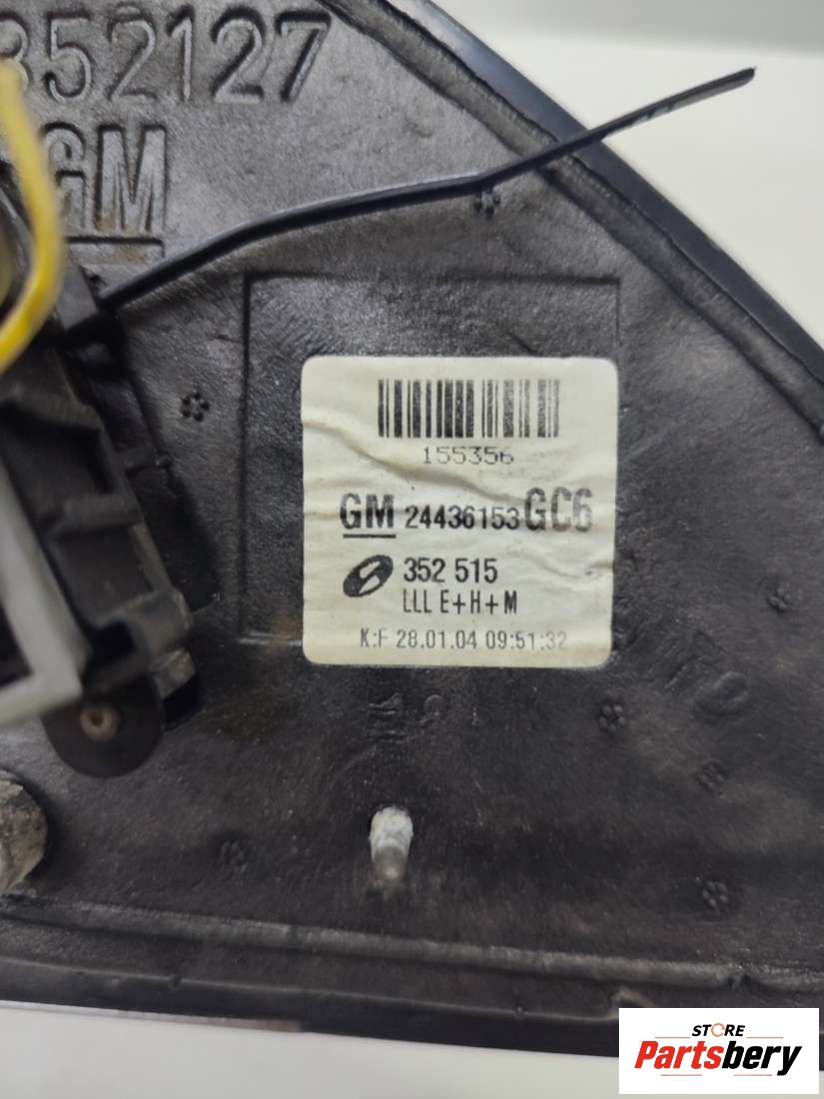 352127
GM
155356
GM 24436153 GC6
352 515
LLL E+H+M
K:F 28.01.04 09:51:32
STORE
Partsbery